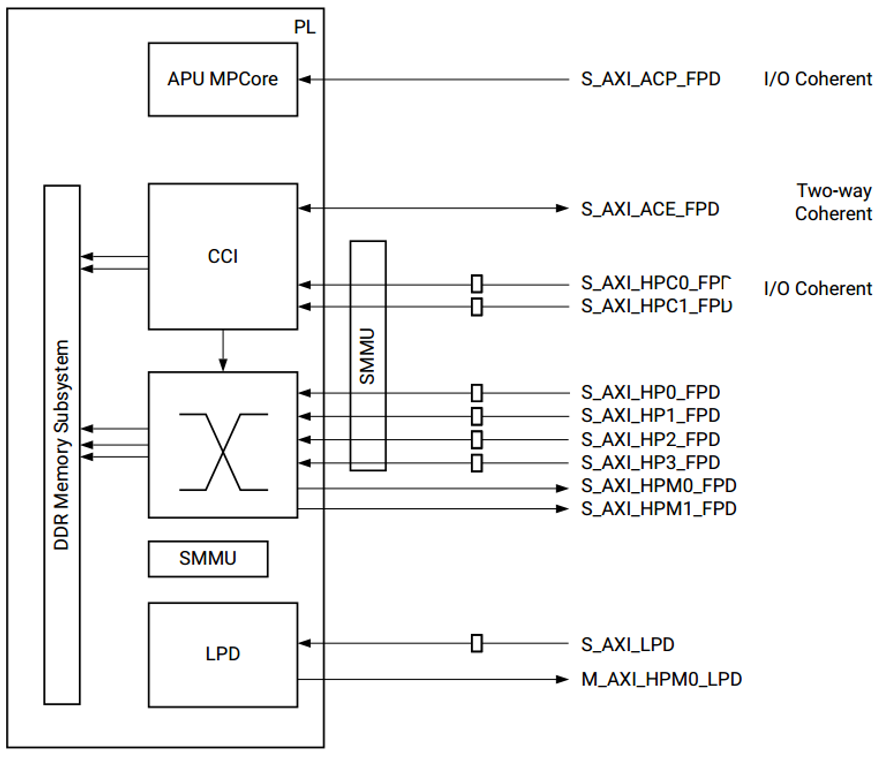 PL
APU MPCore
S_AXI_ACP_FPD
I/O Coherent
CCI
S_AXI_ACE_FPD
Two-way
Coherent
S_AXI_HPC0_FPD
S_AXI_HPC1_FPD
I/O Coherent
SMMU
DDR Memory Subsystem
S_AXI_HP0_FPD
S_AXI_HP1_FPD
S_AXI_HP2_FPD
S_AXI_HP3_FPD
S_AXI_HPM0_FPD
S_AXI_HPM1_FPD
SMMU
LPD
S_AXI_LPD
M_AXI_HPM0_LPD